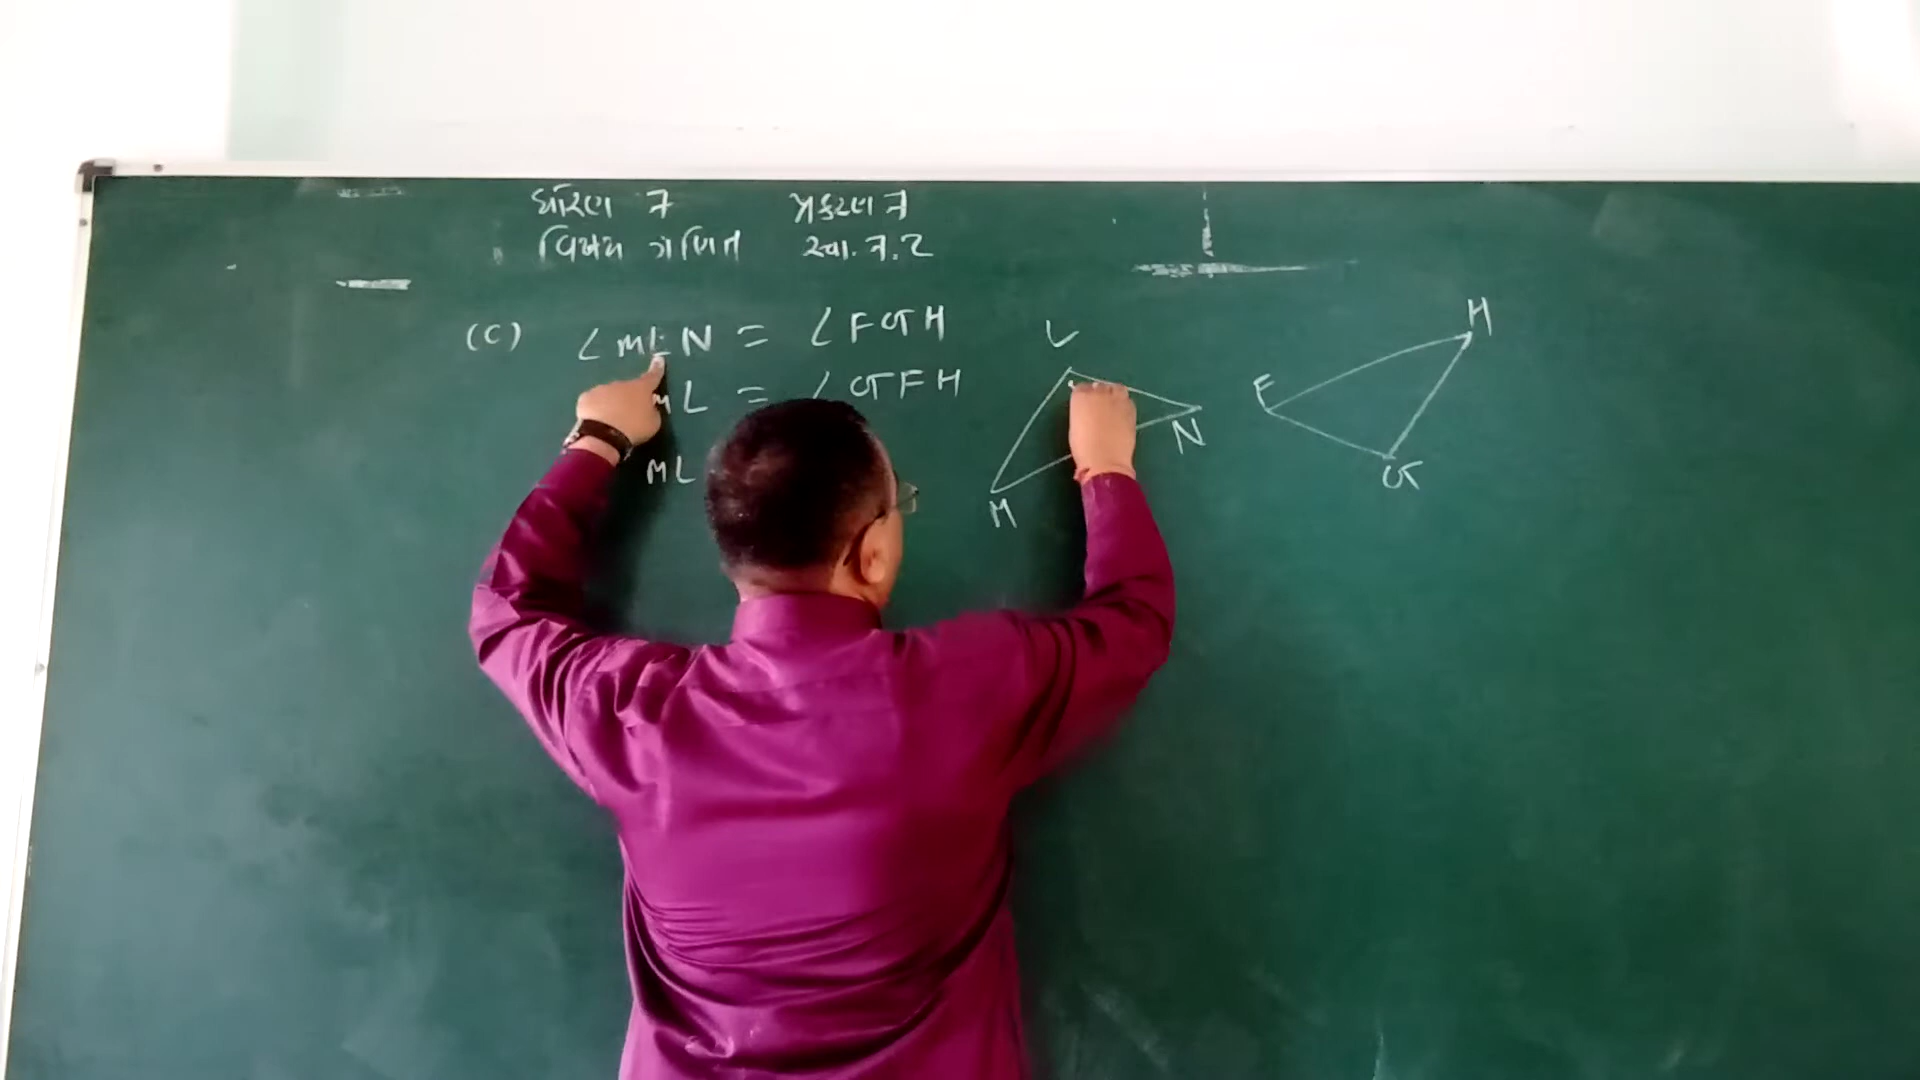 ધોરણ 7 પ્રકરણ 7
વિષય ગણિત સ્વા. 7.2
(C) ∠MLN = ∠FGH
ML = ∠GFH
ML
L
N
M
H
F
G